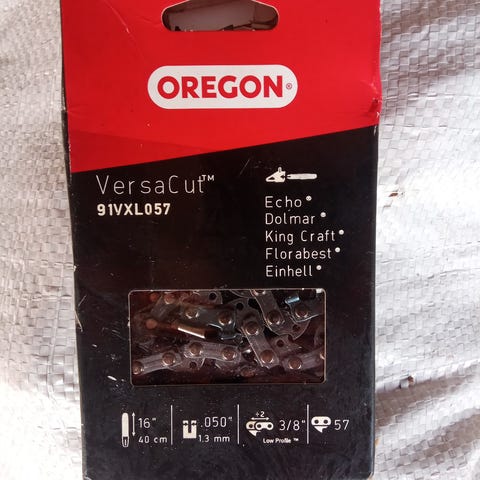 OREGON®
VersaCut™
91VXL057
Echo®
Dolmar®
King Craft®
Florabest®
Einhell®
16"
40 cm
.050"
1.3 mm
÷2
3/8"
Low Profile™
57